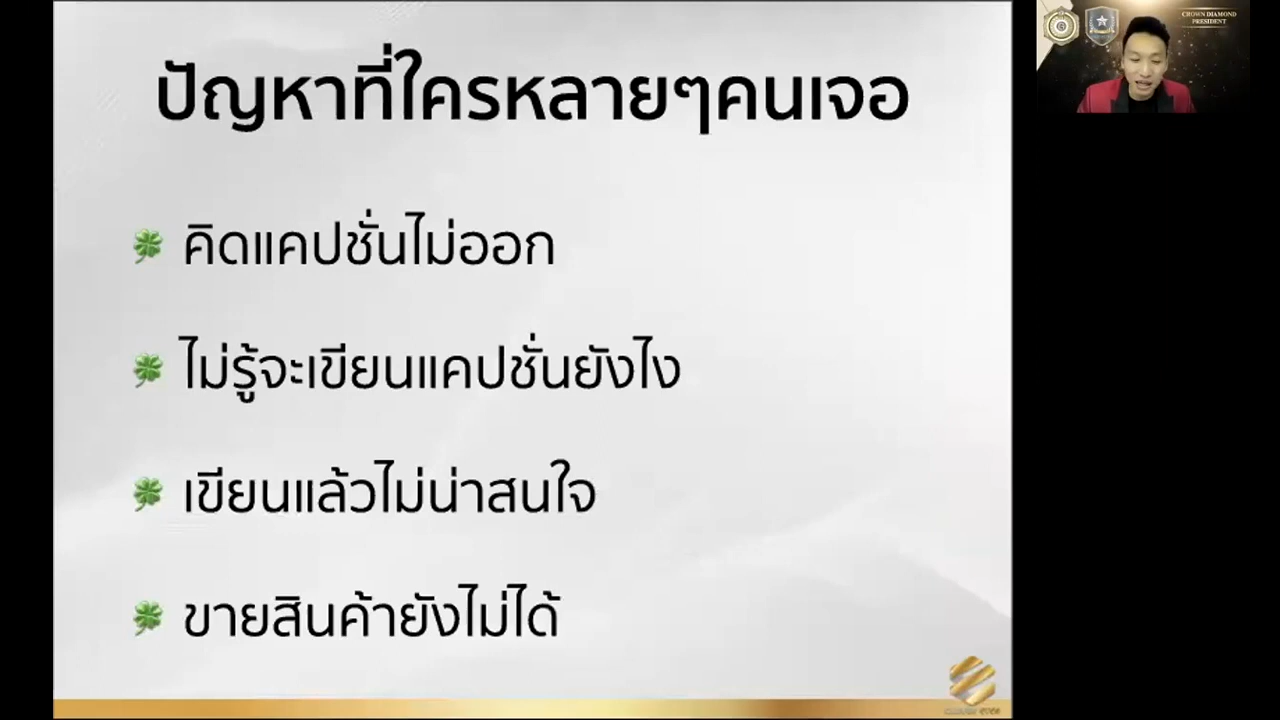 ปัญหาที่ใครหลายๆคนเจอ
คิดแคปชั่นไม่ออก
ไม่รู้จะเขียนแคปชั่นยังไง
เขียนแล้วไม่น่าสนใจ
ขายสินค้ายังไม่ได้
CROWN DIAMOND
PRESIDENT